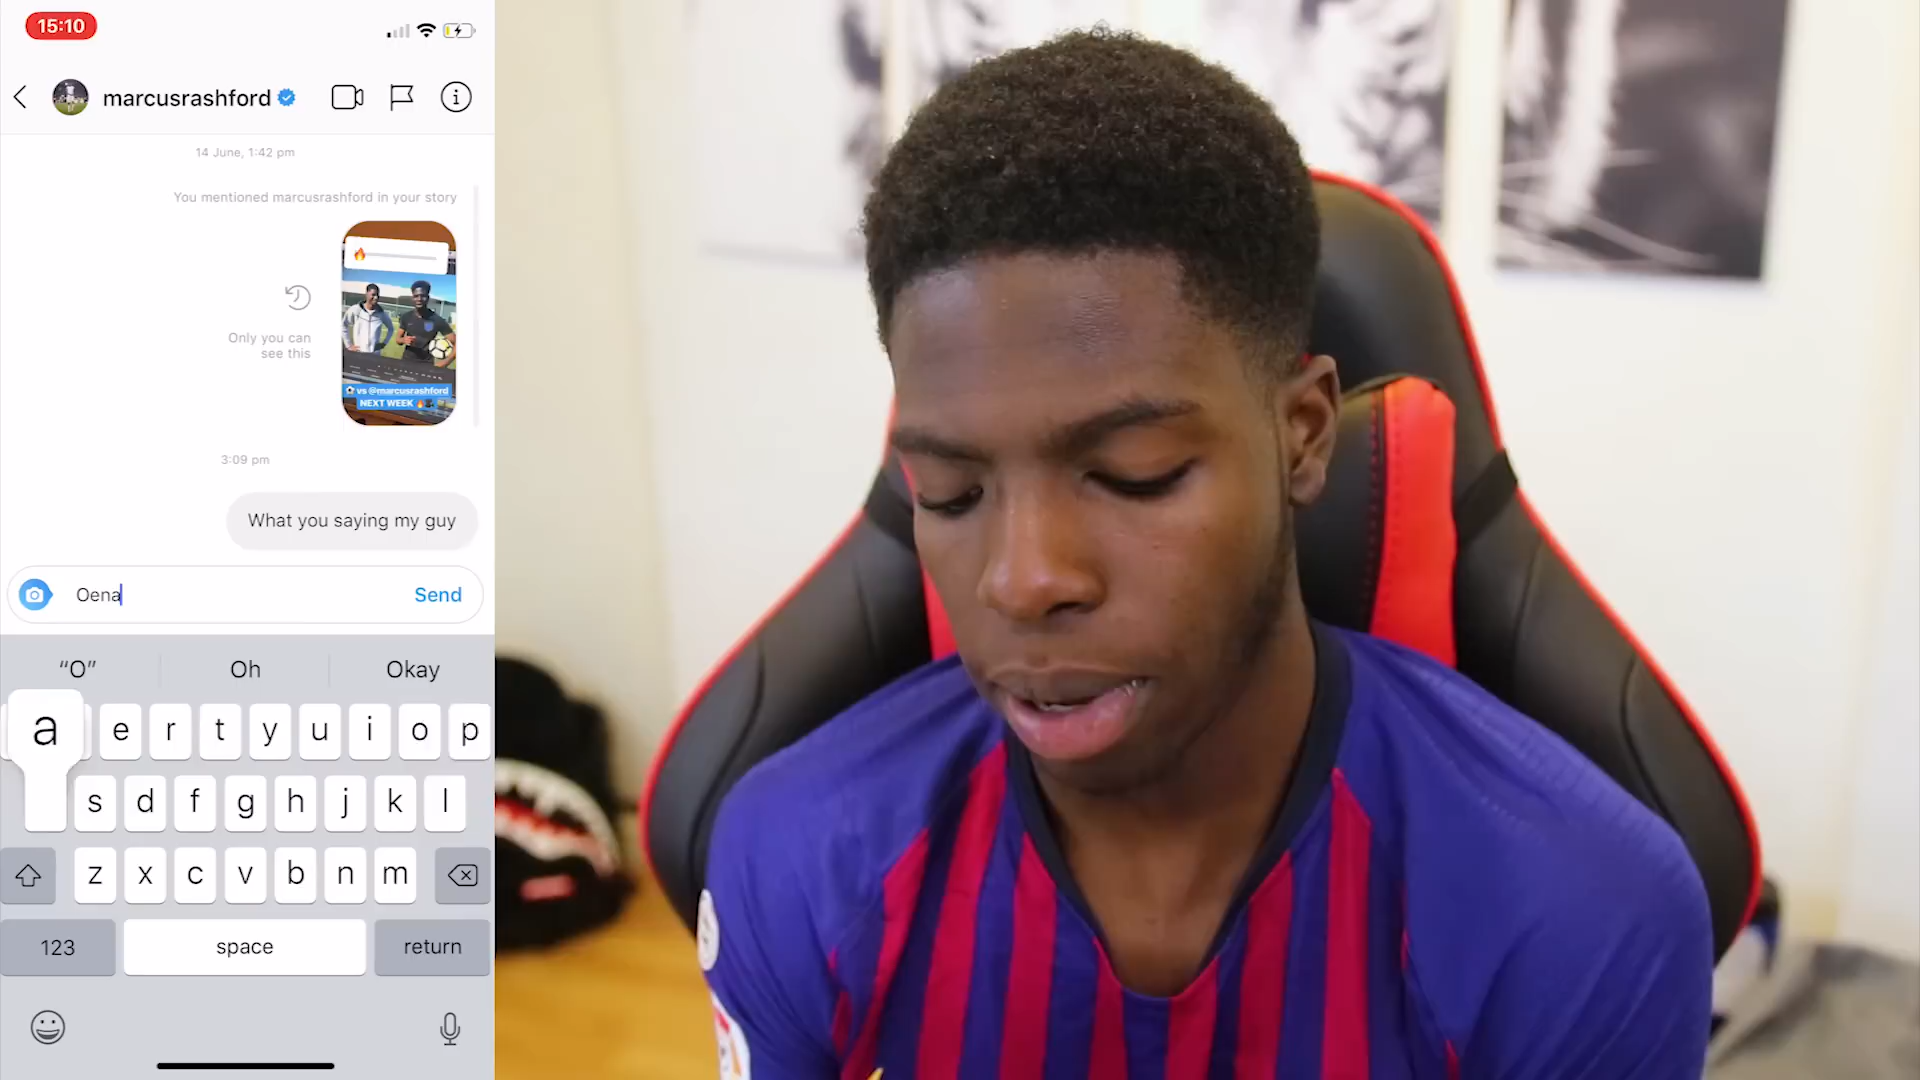 15:10
marcusrashford
14 June, 1:42 pm
You mentioned marcusrashford in your story
Only you can
see this
vs @marcusrashford
NEXT WEEK
3:09 pm
What you saying my guy
Oena
Send
“O”
Oh
Okay
a
e r t y u i o p
s d f g h j k l
z x c v b n m
123
space
return